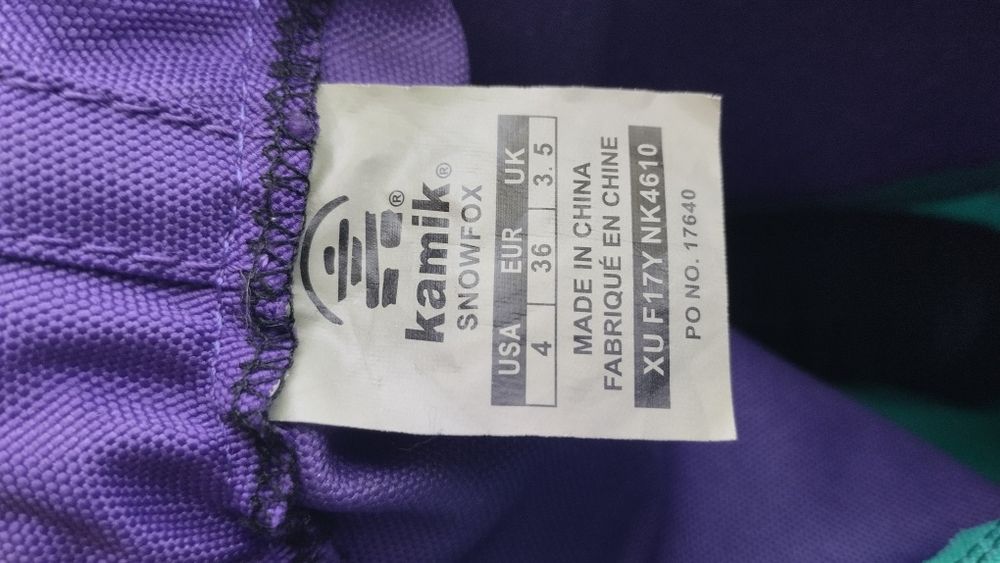 ®
kamik®
SNOWFOX
USA EUR UK
4 36 3.5
MADE IN CHINA
FABRIQUÉ EN CHINE
XU F17Y NK4610
PO NO. 17640